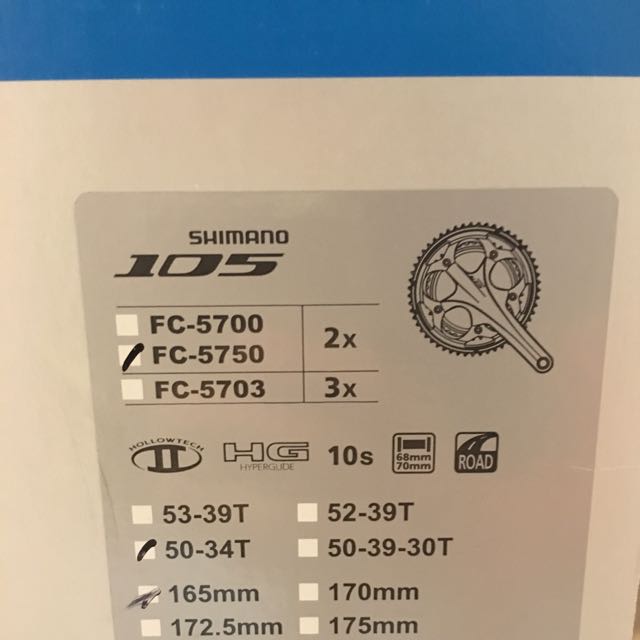 SHIMANO
105
FC-5700
FC-5750
2x
FC-5703
3x
HOLLOWTECH II
HG HYPERGLIDE
10s
68mm
70mm
ROAD
53-39T 52-39T
50-34T 50-39-30T
165mm 170mm
172.5mm 175mm